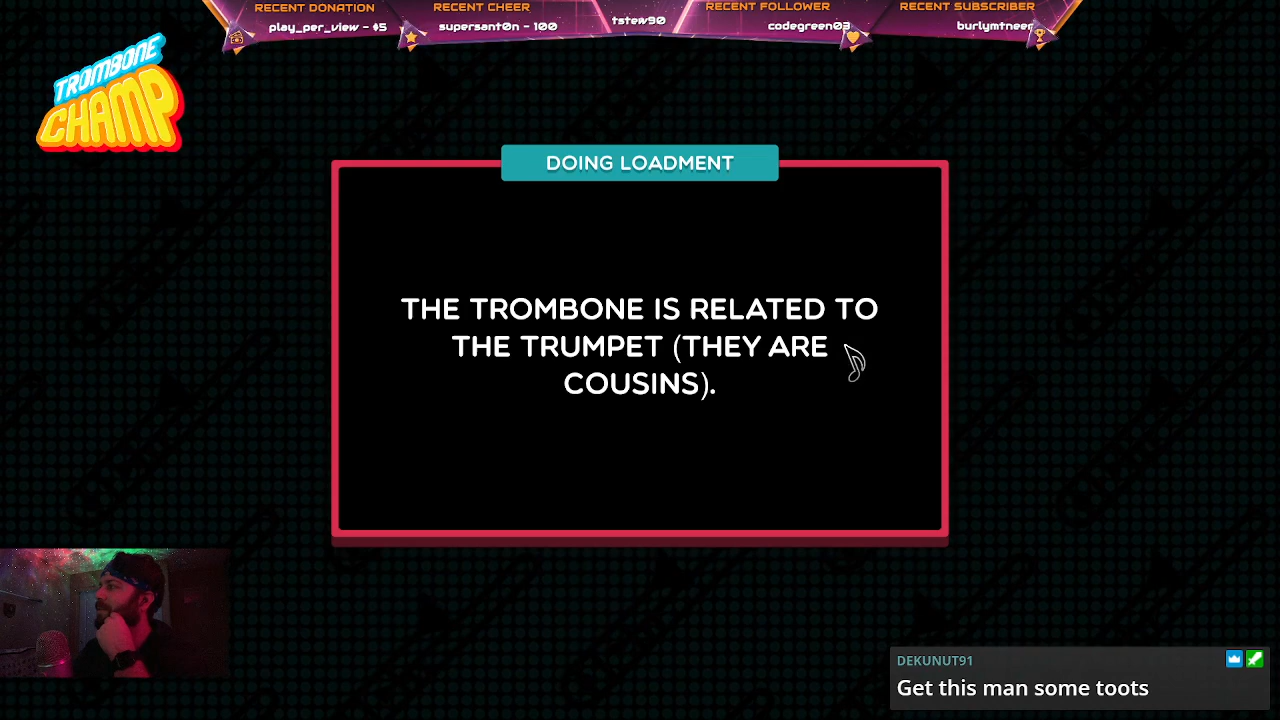 RECENT DONATION
play_per_view - $5
RECENT CHEER
supersant0n - 100
tstew90
RECENT FOLLOWER
codegreen03
RECENT SUBSCRIBER
burlymtneer
TROMBONE
CHAMP
DOING LOADMENT
THE TROMBONE IS RELATED TO
THE TRUMPET (THEY ARE
COUSINS).
DEKUNUT91
Get this man some toots